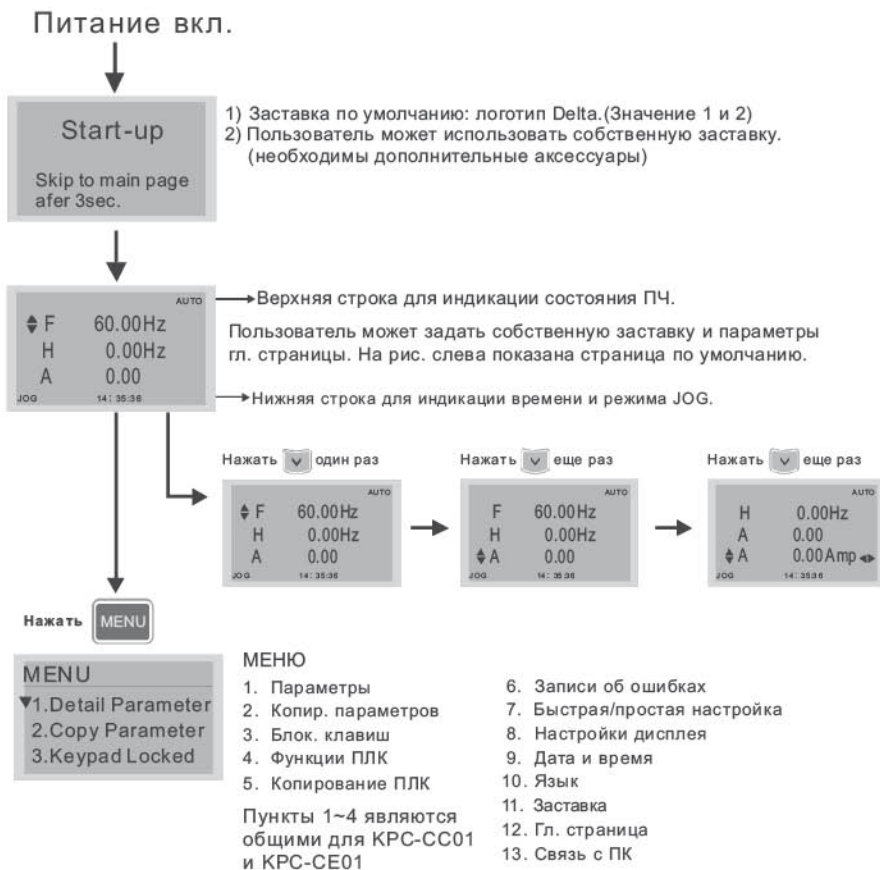 Питание вкл.
Start-up
Skip to main page
afer 3sec.
1) Заставка по умолчанию: логотип Delta.(Значение 1 и 2)
2) Пользователь может использовать собственную заставку.
(необходимы дополнительные аксессуары)
AUTO
F 60.00Hz
H 0.00Hz
A 0.00
JOG 14:35:36
Верхняя строка для индикации состояния ПЧ.
Пользователь может задать собственную заставку и параметры
гл. страницы. На рис. слева показана страница по умолчанию.
Нижняя строка для индикации времени и режима JOG.
Нажать один раз
AUTO
F 60.00Hz
H 0.00Hz
A 0.00
JOG 14:35:36
Нажать еще раз
AUTO
F 60.00Hz
H 0.00Hz
A 0.00
JOG 14:35:36
Нажать еще раз
AUTO
H 0.00Hz
A 0.00
A 0.00Amp
JOG 14:35:36
Нажать MENU
MENU
1.Detail Parameter
2.Copy Parameter
3.Keypad Locked
МЕНЮ
1. Параметры
2. Копир. параметров
3. Блок. клавиш
4. Функции ПЛК
5. Копирование ПЛК
Пункты 1~4 являются
общими для KPC-CC01
и KPC-CE01
6. Записи об ошибках
7. Быстрая/простая настройка
8. Настройки дисплея
9. Дата и время
10. Язык
11. Заставка
12. Гл. страница
13. Связь с ПК